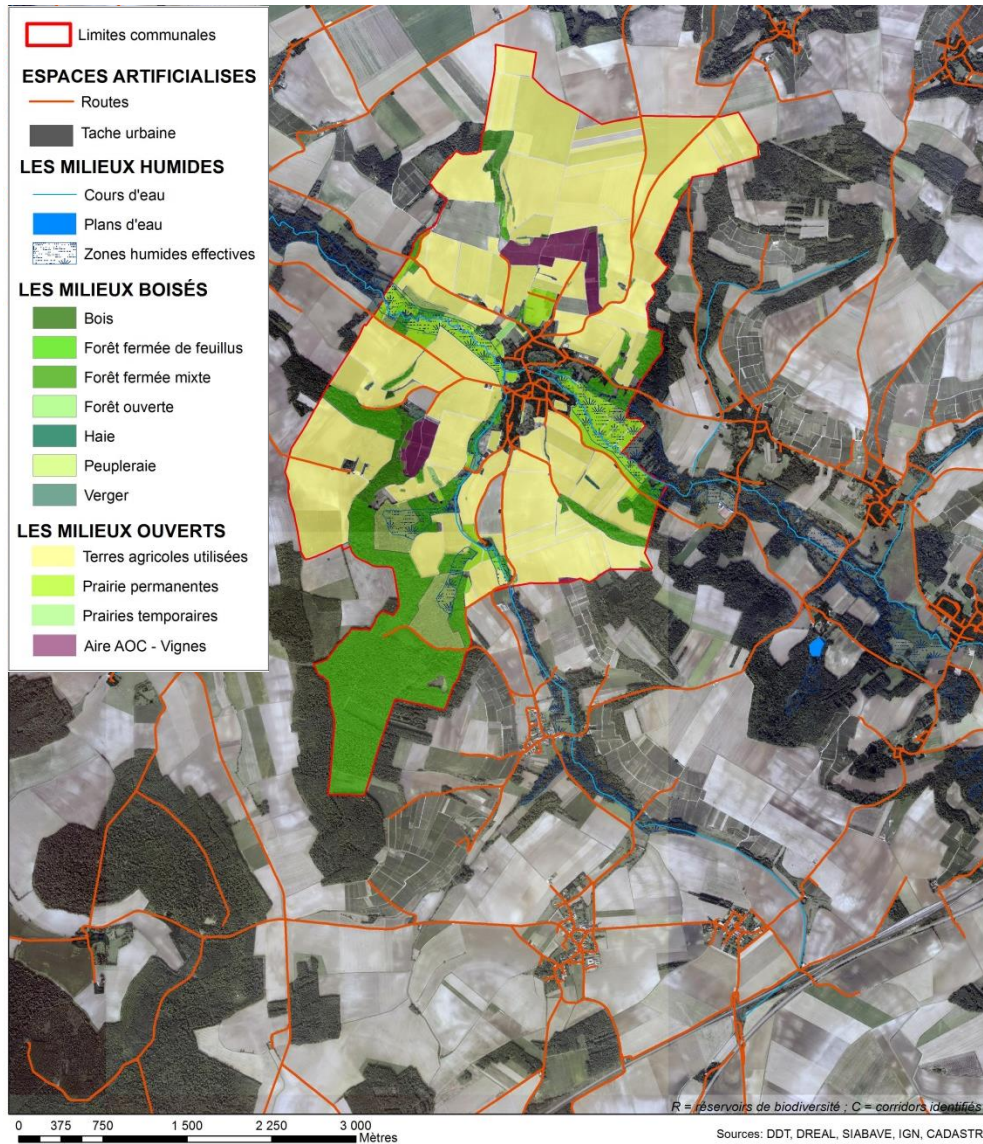 Limites communales
ESPACES ARTIFICIALISES
Routes
Tache urbaine
LES MILIEUX HUMIDES
Cours d'eau
Plans d'eau
Zones humides effectives
LES MILIEUX BOISÉS
Bois
Forêt fermée de feuillus
Forêt fermée mixte
Forêt ouverte
Haie
Peupleraie
Verger
LES MILIEUX OUVERTS
Terres agricoles utilisées
Prairie permanentes
Prairies temporaires
Aire AOC - Vignes
R = réservoirs de biodiversité ; C = corridors identifiés
0 375 750 1 500 2 250 3 000
Mètres
Sources: DDT, DREAL, SIABAVE, IGN, CADASTR